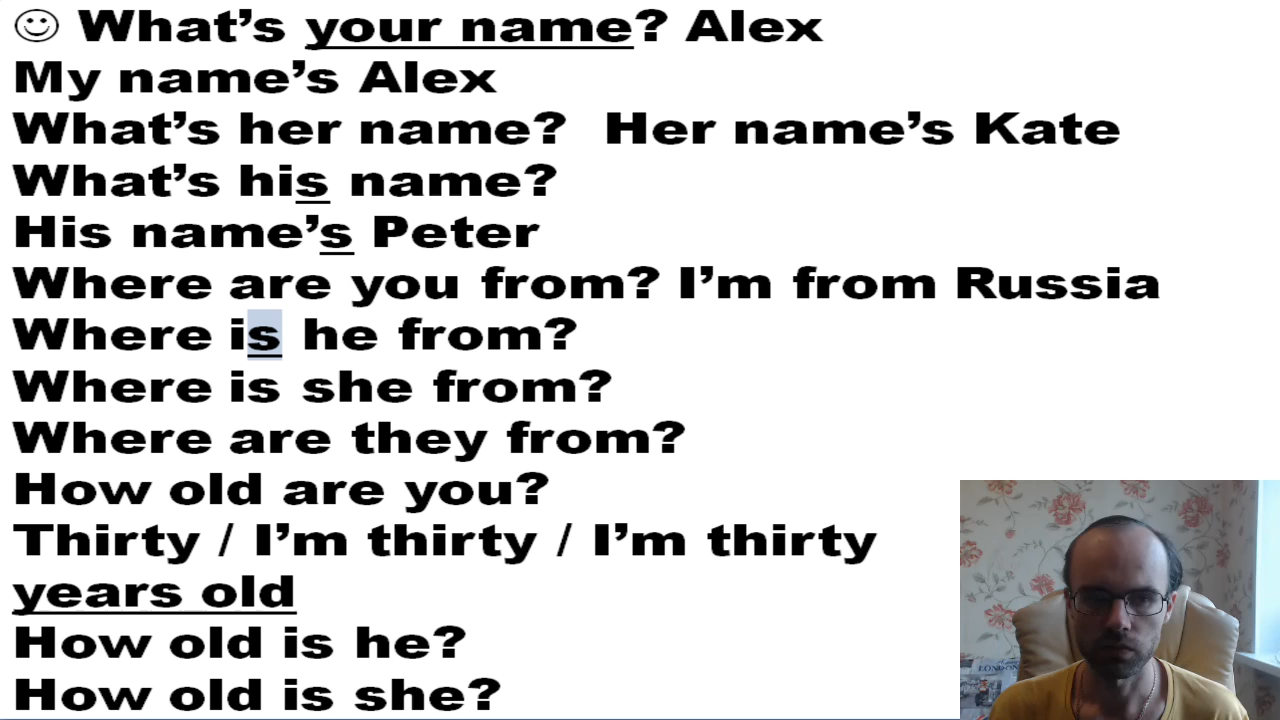 ☺ What’s your name? Alex
My name’s Alex
What’s her name? Her name’s Kate
What’s his name?
His name’s Peter
Where are you from? I’m from Russia
Where is he from?
Where is she from?
Where are they from?
How old are you?
Thirty / I’m thirty / I’m thirty
years old
How old is he?
How old is she?
LONDON